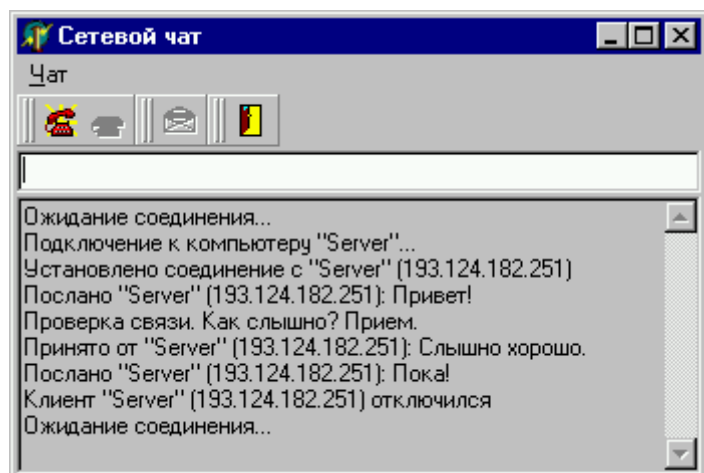 Сетевой чат
Чат
Ожидание соединения...
Подключение к компьютеру "Server"...
Установлено соединение с "Server" (193.124.182.251)
Послано "Server" (193.124.182.251): Привет!
Проверка связи. Как слышно? Прием.
Принято от "Server" (193.124.182.251): Слышно хорошо.
Послано "Server" (193.124.182.251): Пока!
Клиент "Server" (193.124.182.251) отключился
Ожидание соединения...